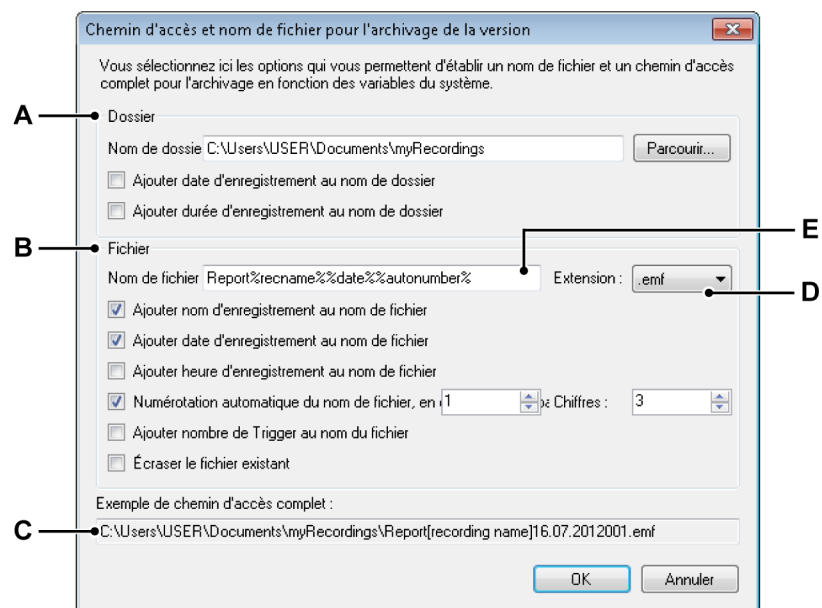 Chemin d'accès et nom de fichier pour l'archivage de la version
Vous sélectionnez ici les options qui vous permettent d'établir un nom de fichier et un chemin d'accès
complet pour l'archivage en fonction des variables du système.
A
Dossier
Nom de dossie C:\Users\USER\Documents\myRecordings Parcourir...
Ajouter date d'enregistrement au nom de dossier
Ajouter durée d'enregistrement au nom de dossier
B
Fichier
E
Nom de fichier Report%recname%%date%%autonumber% Extension : .emf
D
Ajouter nom d'enregistrement au nom de fichier
Ajouter date d'enregistrement au nom de fichier
Ajouter heure d'enregistrement au nom de fichier
Numérotation automatique du nom de fichier, en 1 Chiffres : 3
Ajouter nombre de Trigger au nom du fichier
Écraser le fichier existant
Exemple de chemin d'accès complet :
C
C:\Users\USER\Documents\myRecordings\Report[recording name]16.07.2012001.emf
OK Annuler